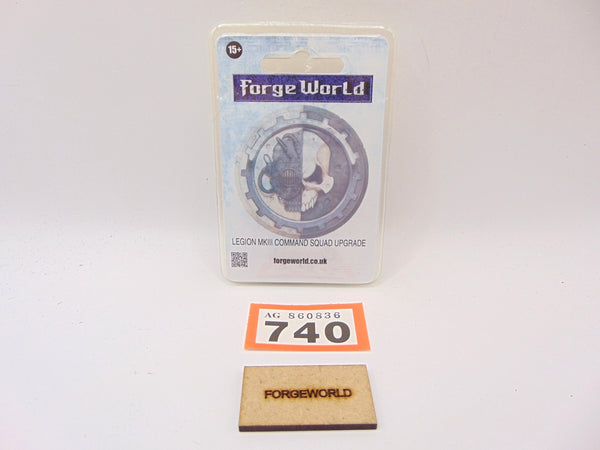 15+
Forge World
LEGION MKIII COMMAND SQUAD UPGRADE
forgeworld.co.uk
AG 860836
740
FORGEWORLD